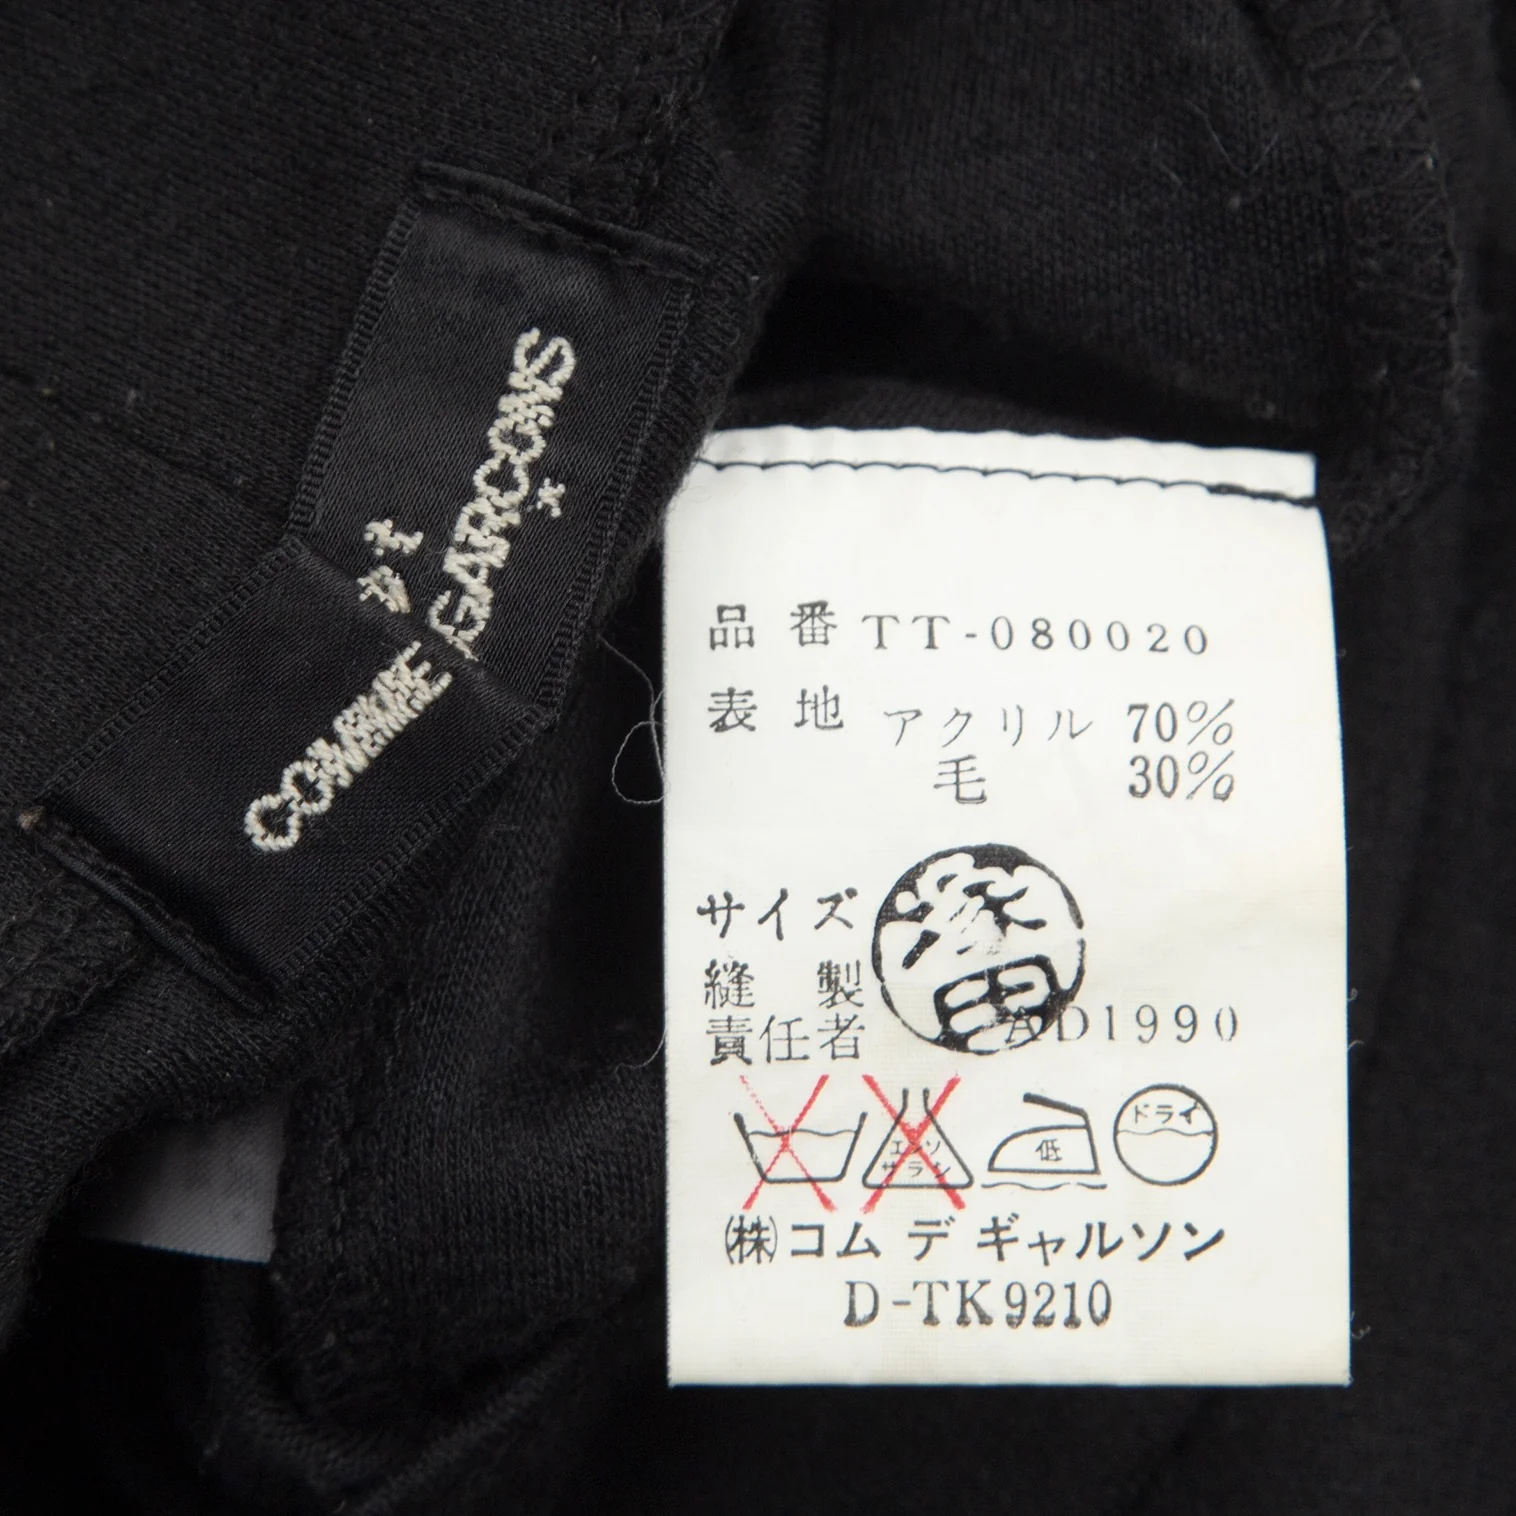 COMME des GARCONS
品番 TT-080020
表地 アクリル 70%
毛 30%
サイズ
縫製
責任者 AD1990
エンソ
サラシ
低
ドライ
㈱コム デ ギャルソン
D-TK9210